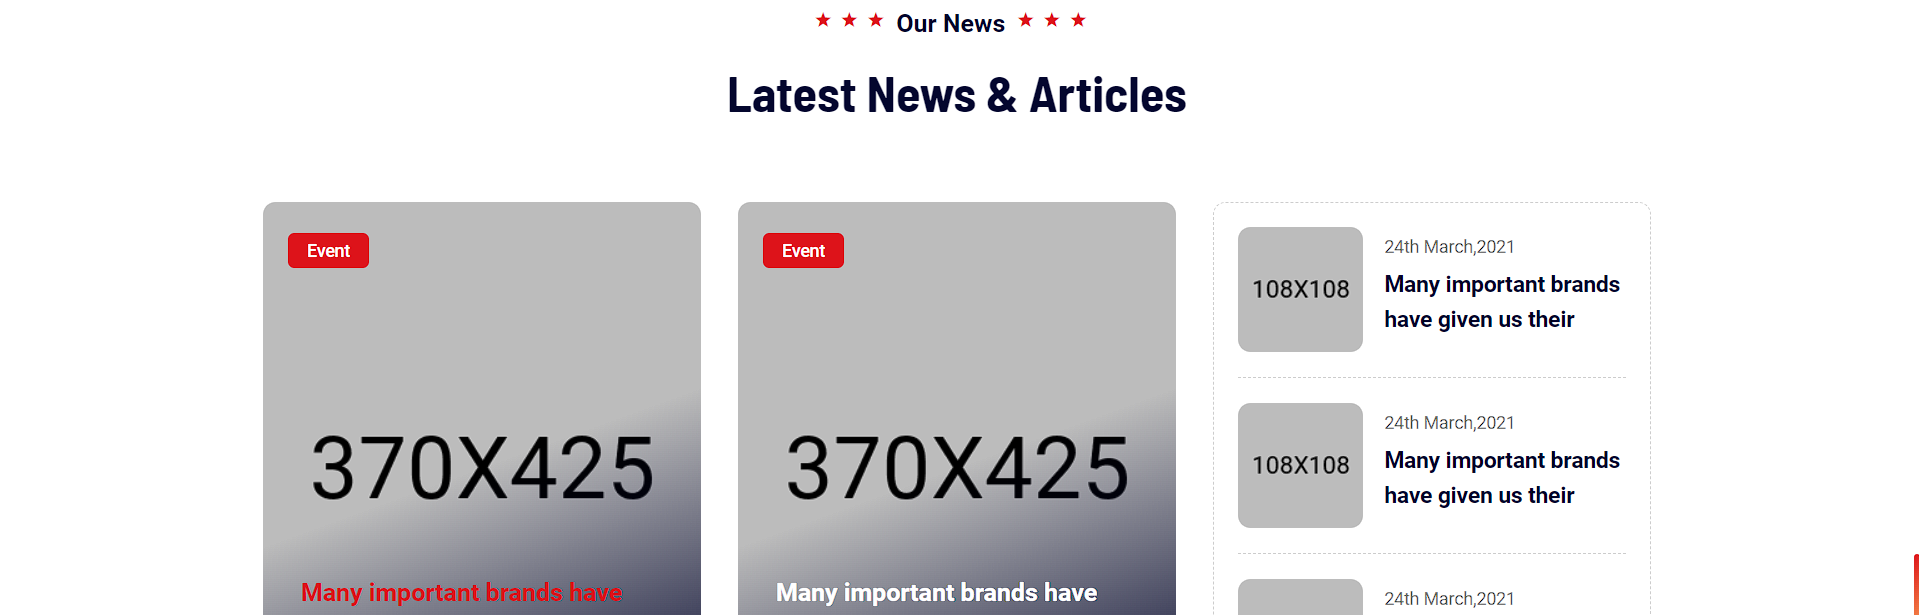 Our News
Latest News & Articles
Event
370X425
Many important brands have
Event
370X425
Many important brands have
108X108
24th March,2021
Many important brands
have given us their
108X108
24th March,2021
Many important brands
have given us their
24th March,2021